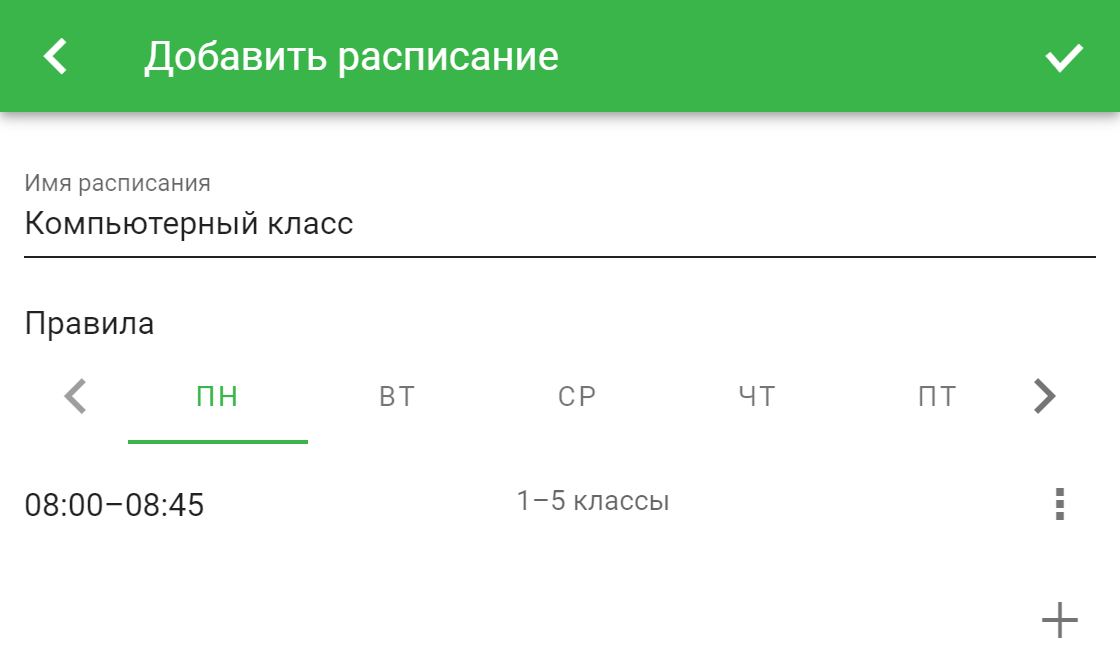 Добавить расписание
Имя расписания
Компьютерный класс
Правила
ПН ВТ СР ЧТ ПТ
08:00–08:45 1–5 классы